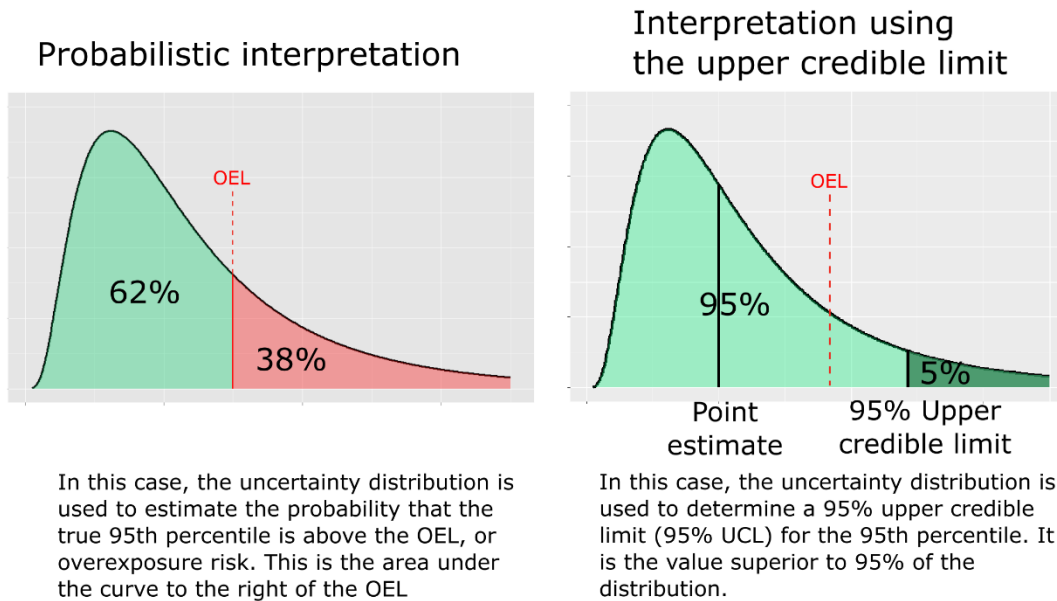 Probabilistic interpretation
OEL
62%
38%
In this case, the uncertainty distribution is
used to estimate the probability that the
true 95th percentile is above the OEL, or
overexposure risk. This is the area under
the curve to the right of the OEL
Interpretation using
the upper credible limit
OEL
95%
5%
Point
estimate
95% Upper
credible limit
In this case, the uncertainty distribution is
used to determine a 95% upper credible
limit (95% UCL) for the 95th percentile. It
is the value superior to 95% of the
distribution.